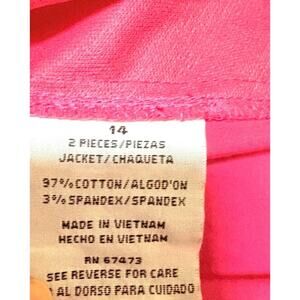 14
2 PIECES/PIEZAS
JACKET/CHAQUETA
97% COTTON/ALGOD'ON
3% SPANDEX/SPANDEX
MADE IN VIETNAM
HECHO EN VIETNAM
RN 67473
SEE REVERSE FOR CARE
AL DORSO PARA CUIDADO